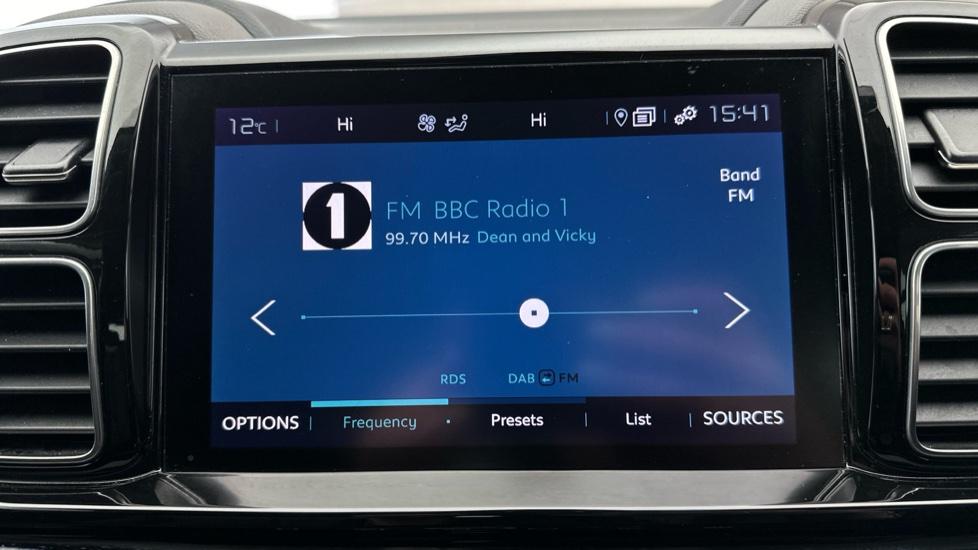 12°C Hi Hi 15:41
Band
FM
1
FM BBC Radio 1
99.70 MHz Dean and Vicky
RDS DAB FM
OPTIONS Frequency Presets List SOURCES